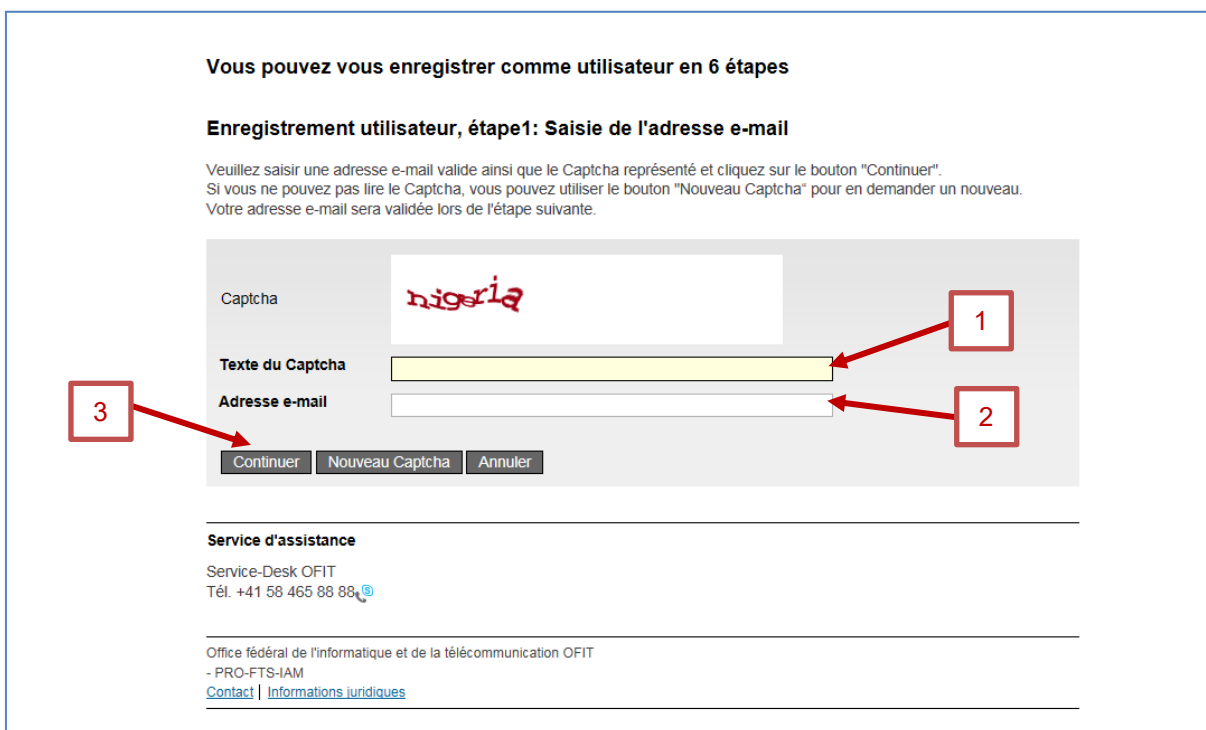 Vous pouvez vous enregistrer comme utilisateur en 6 étapes
Enregistrement utilisateur, étape1: Saisie de l'adresse e-mail
Veuillez saisir une adresse e-mail valide ainsi que le Captcha représenté et cliquez sur le bouton "Continuer".
Si vous ne pouvez pas lire le Captcha, vous pouvez utiliser le bouton "Nouveau Captcha“ pour en demander un nouveau.
Votre adresse e-mail sera validée lors de l'étape suivante.
Captcha nigeria
1
Texte du Captcha
Adresse e-mail
2
3
Continuer Nouveau Captcha Annuler
Service d'assistance
Service-Desk OFIT
Tél. +41 58 465 88 88
Office fédéral de l'informatique et de la télécommunication OFIT
- PRO-FTS-IAM
Contact | Informations juridiques